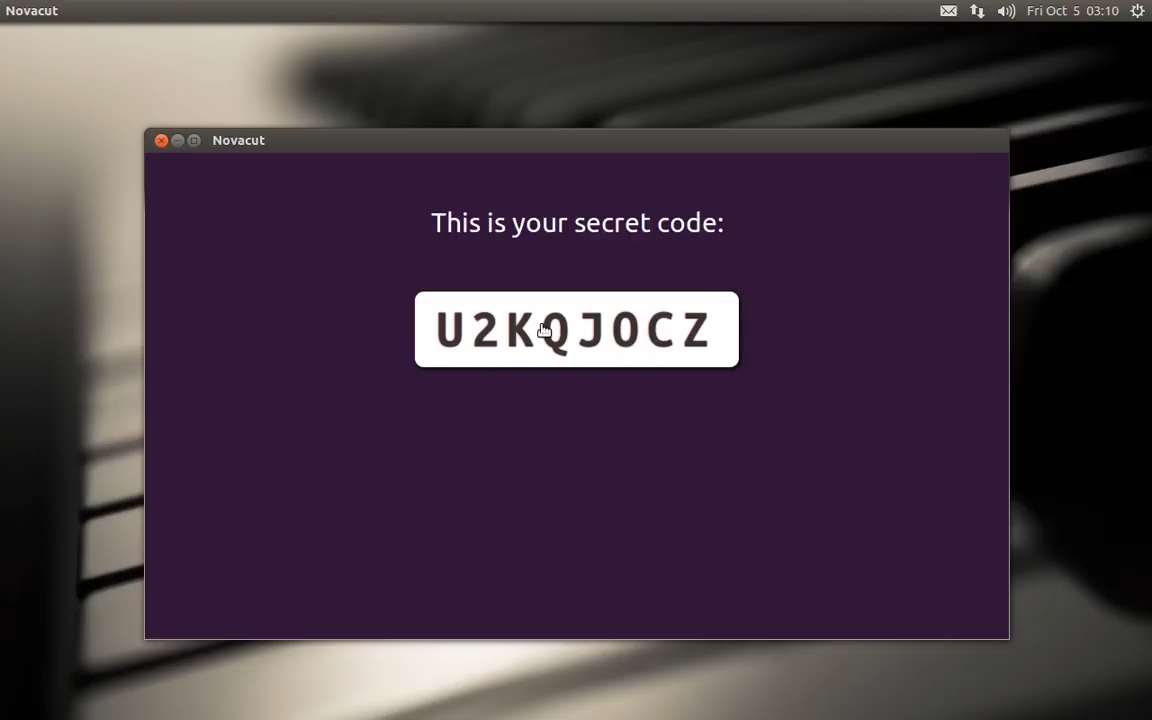 Novacut
Fri Oct 5 03:10
Novacut
This is your secret code:
U2KQJOCZ